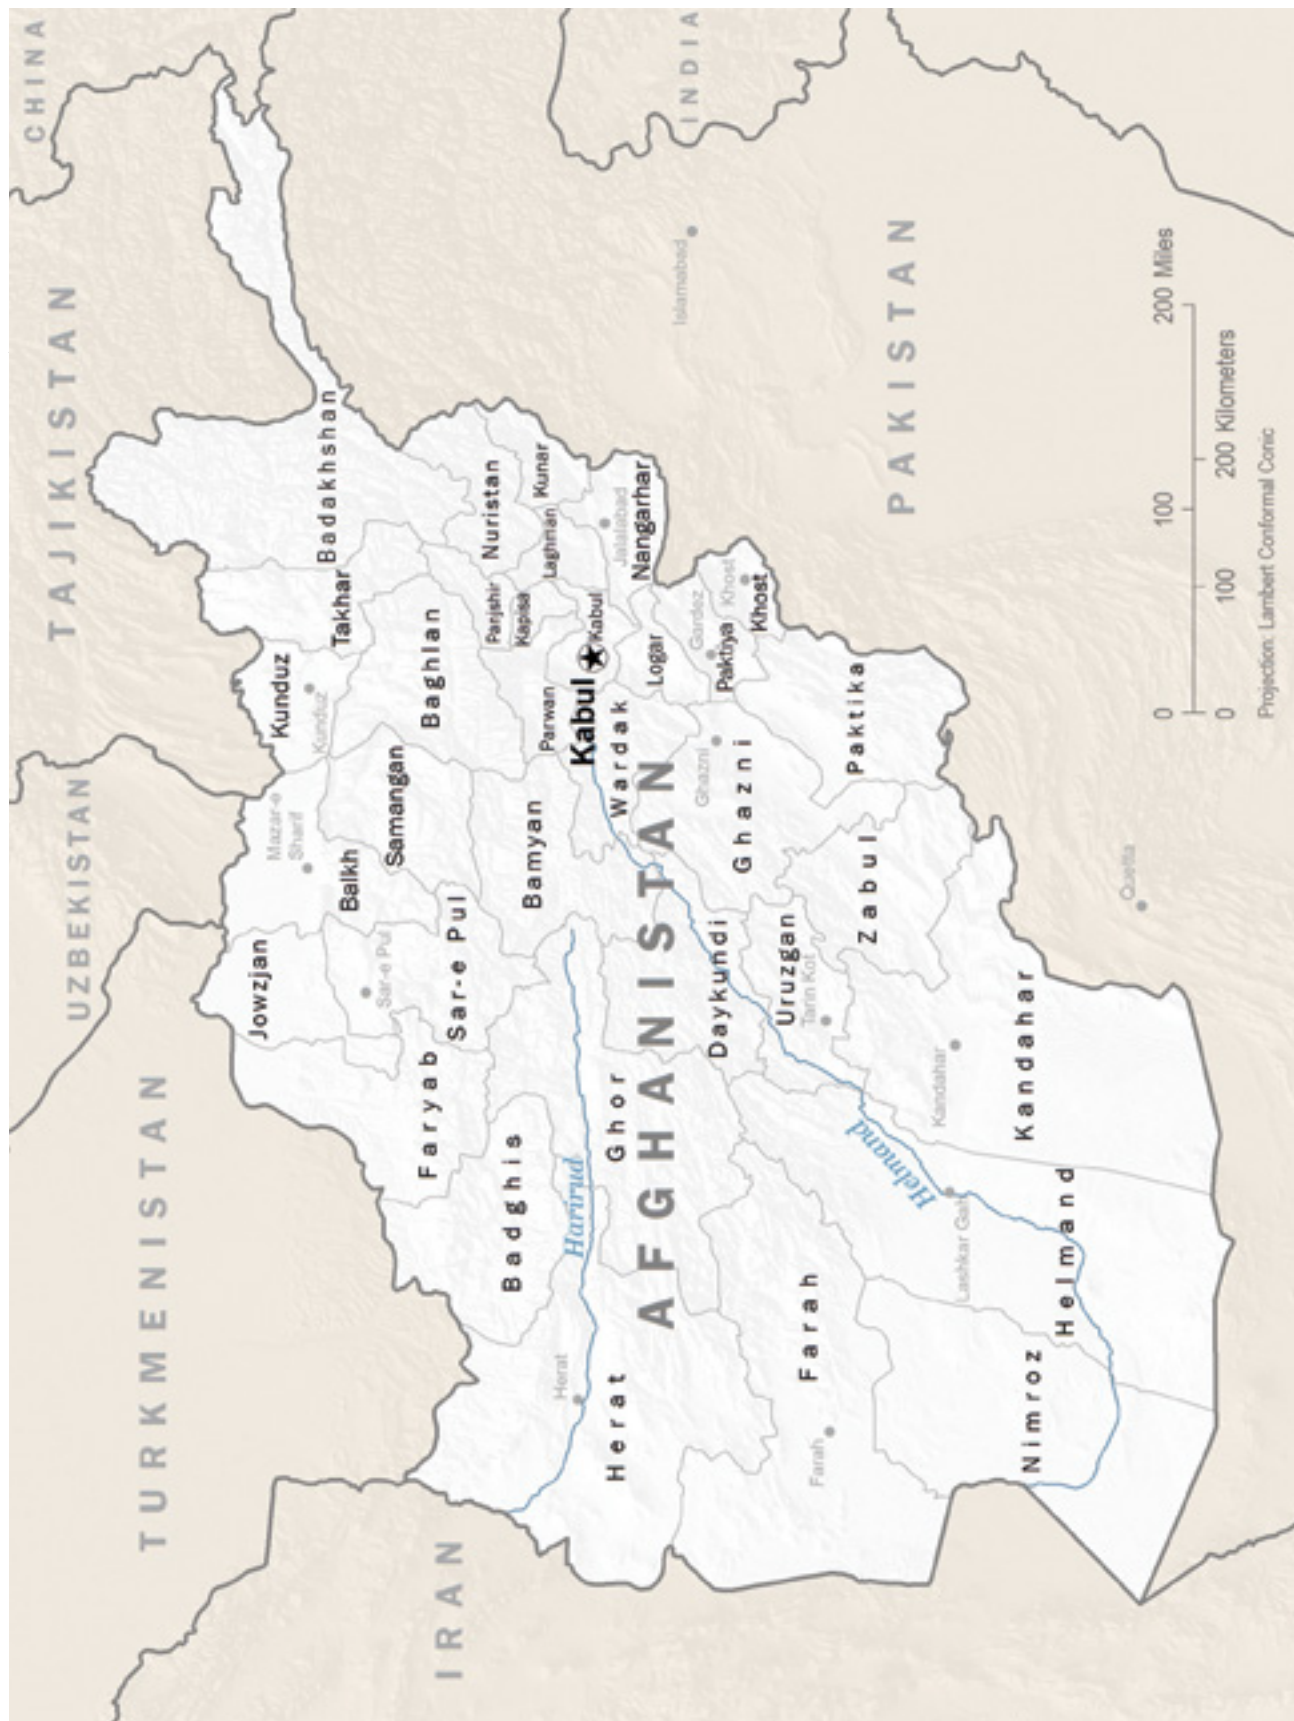 CHINA
TAJIKISTAN
UZBEKISTAN
TURKMENISTAN
IRAN
INDIA
PAKISTAN
AFGHANISTAN
Badakhshan
Takhar
Kunduz
Kunduz
Mazar-e
Sharif
Balkh
Jowzjan
Sar-e Pul
Samangan
Baghlan
Sar-e Pul
Faryab
Badghis
Bamyan
Nuristan
Kunar
Laghman
Panjshir
Kapisa
Parwan
Kabul
Kabul
Jalalabad
Nangarhar
Logar
Wardak
Gardez
Khost
Khost
Paktya
Ghazni
Ghazni
Paktika
Harirud
Ghor
Herat
Herat
Daykundi
Uruzgan
Tarin Kot
Zabul
Farah
Farah
Kandahar
Kandahar
Helmand
Lashkar Gah
Helmand
Nimroz
Islamabad
Quetta
0 100 200 Miles
0 100 200 Kilometers
Projection: Lambert Conformal Conic